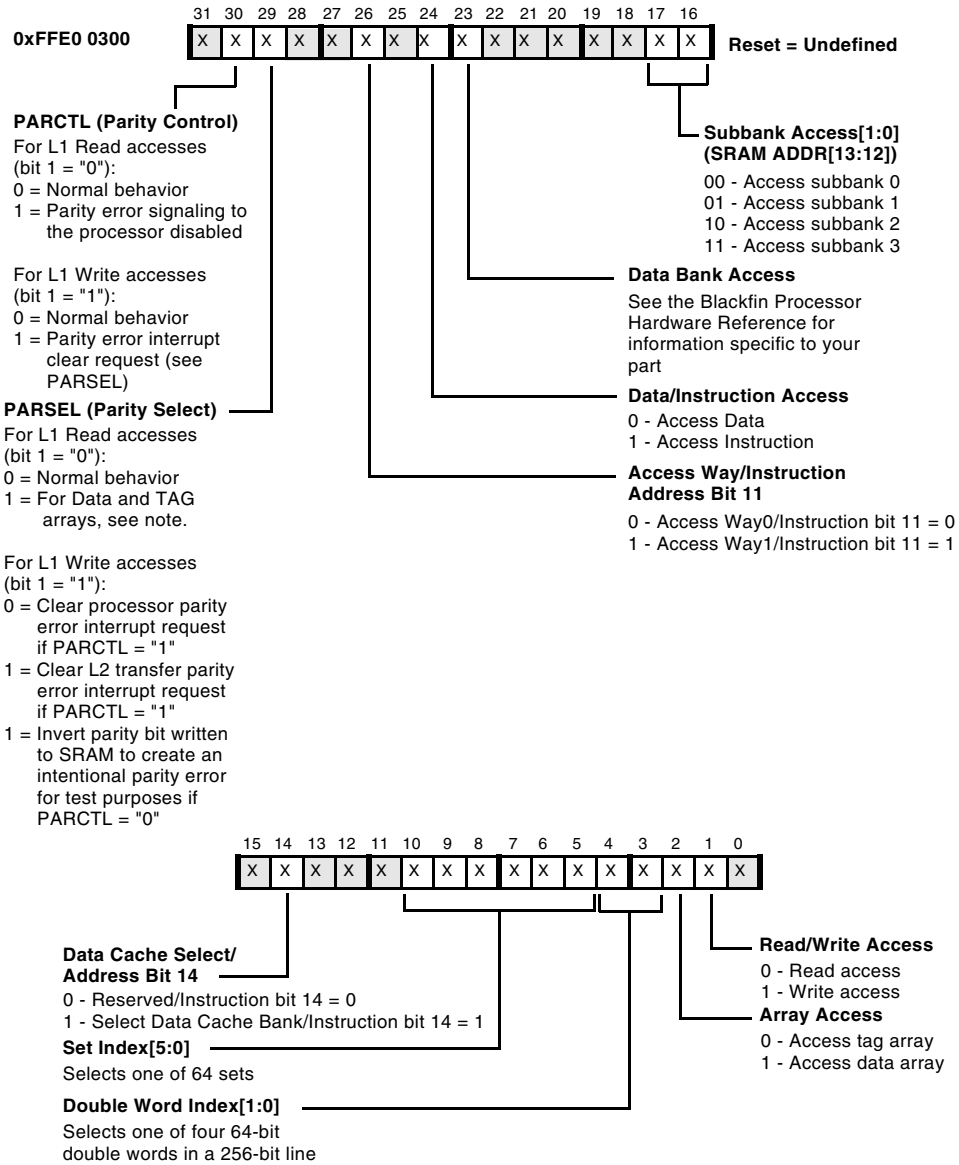 31 30 29 28 27 26 25 24 23 22 21 20 19 18 17 16
0xFFE0 0300
X X X X X X X X X X X X X X X X
Reset = Undefined
PARCTL (Parity Control)
For L1 Read accesses
(bit 1 = "0"):
0 = Normal behavior
1 = Parity error signaling to
the processor disabled
For L1 Write accesses
(bit 1 = "1"):
0 = Normal behavior
1 = Parity error interrupt
clear request (see
PARSEL)
PARSEL (Parity Select)
For L1 Read accesses
(bit 1 = "0"):
0 = Normal behavior
1 = For Data and TAG
arrays, see note.
For L1 Write accesses
(bit 1 = "1"):
0 = Clear processor parity
error interrupt request
if PARCTL = "1"
1 = Clear L2 transfer parity
error interrupt request
if PARCTL = "1"
1 = Invert parity bit written
to SRAM to create an
intentional parity error
for test purposes if
PARCTL = "0"
Subbank Access[1:0]
(SRAM ADDR[13:12])
00 - Access subbank 0
01 - Access subbank 1
10 - Access subbank 2
11 - Access subbank 3
Data Bank Access
See the Blackfin Processor
Hardware Reference for
information specific to your
part
Data/Instruction Access
0 - Access Data
1 - Access Instruction
Access Way/Instruction
Address Bit 11
0 - Access Way0/Instruction bit 11 = 0
1 - Access Way1/Instruction bit 11 = 1
15 14 13 12 11 10 9 8 7 6 5 4 3 2 1 0
X X X X X X X X X X X X X X X X
Data Cache Select/
Address Bit 14
0 - Reserved/Instruction bit 14 = 0
1 - Select Data Cache Bank/Instruction bit 14 = 1
Set Index[5:0]
Selects one of 64 sets
Double Word Index[1:0]
Selects one of four 64-bit
double words in a 256-bit line
Read/Write Access
0 - Read access
1 - Write access
Array Access
0 - Access tag array
1 - Access data array